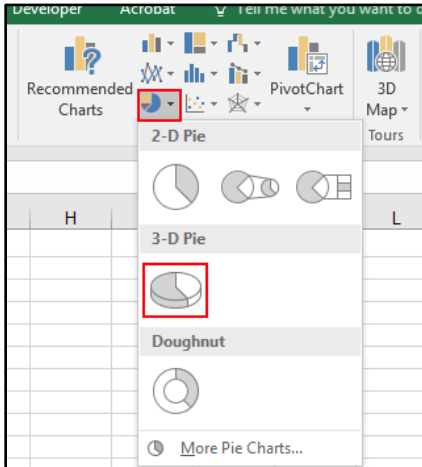 Developer Acrobat Tell me what you want to d
Recommended
Charts
PivotChart
3D
Map
Tours
2-D Pie
H
L
3-D Pie
Doughnut
More Pie Charts...